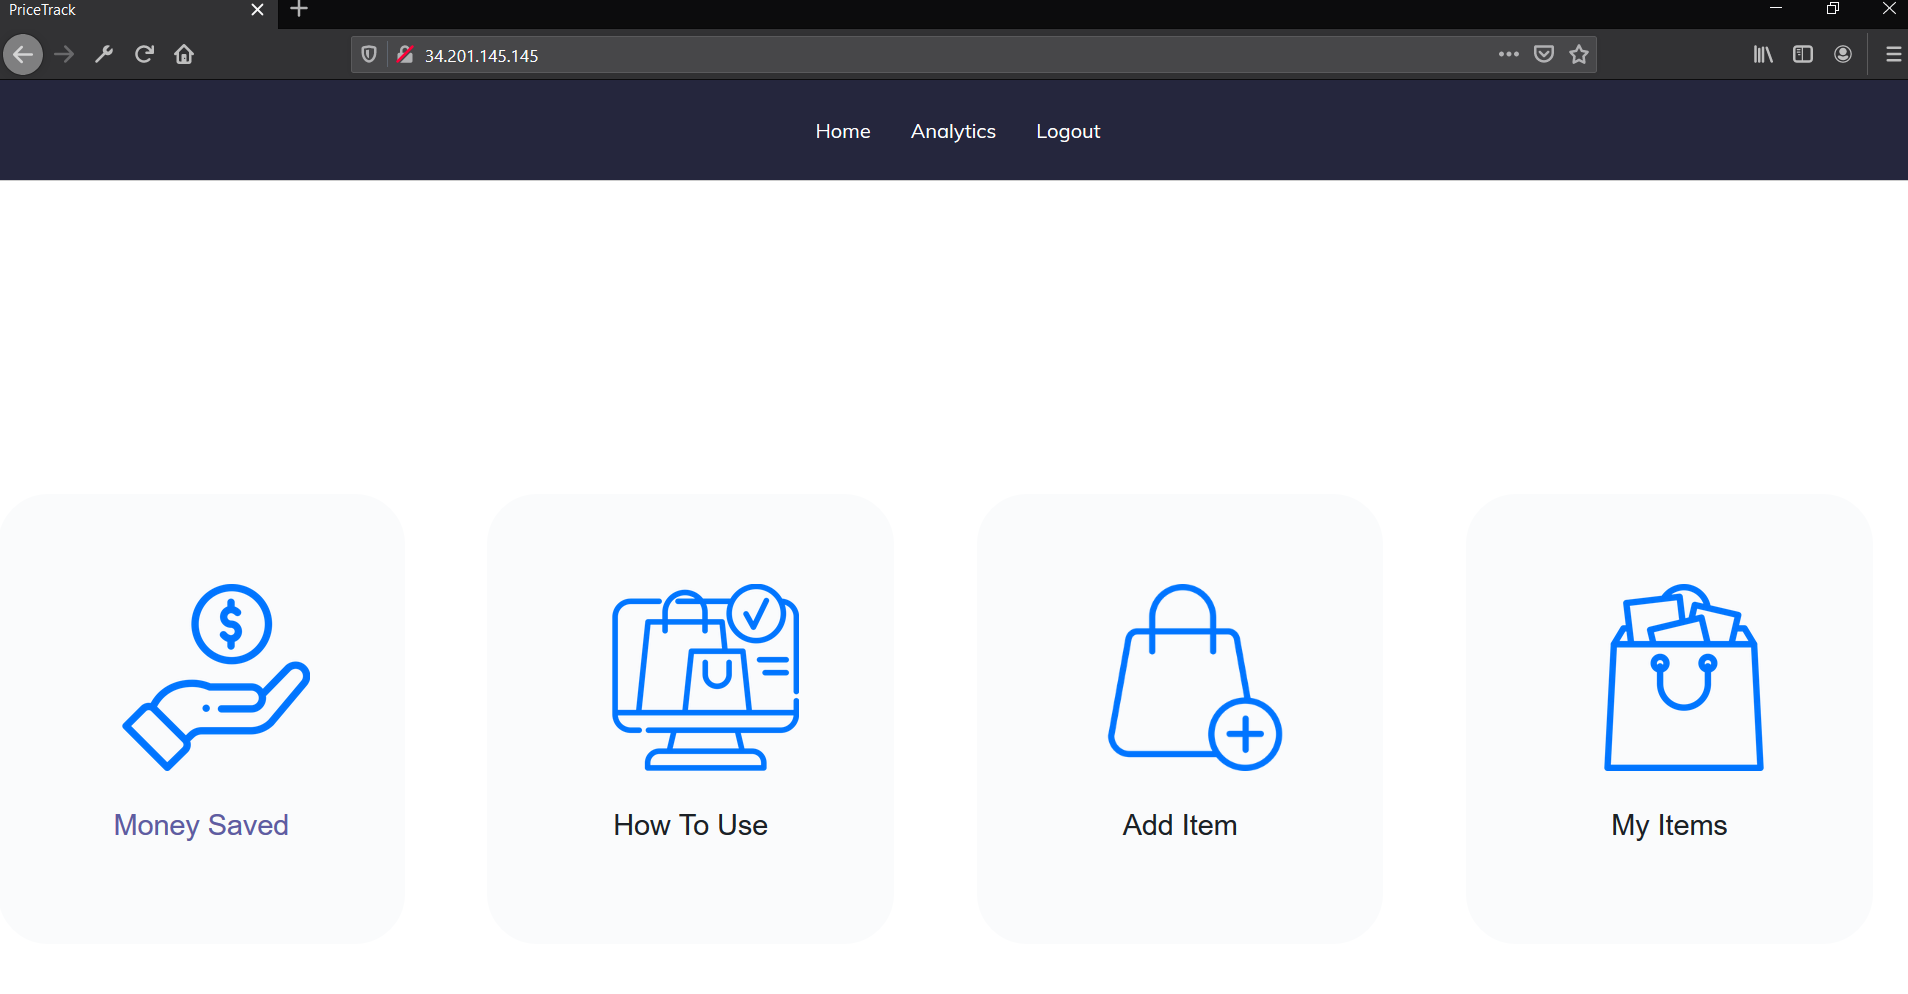 PriceTrack
34.201.145.145
Home Analytics Logout
Money Saved
How To Use
Add Item
My Items